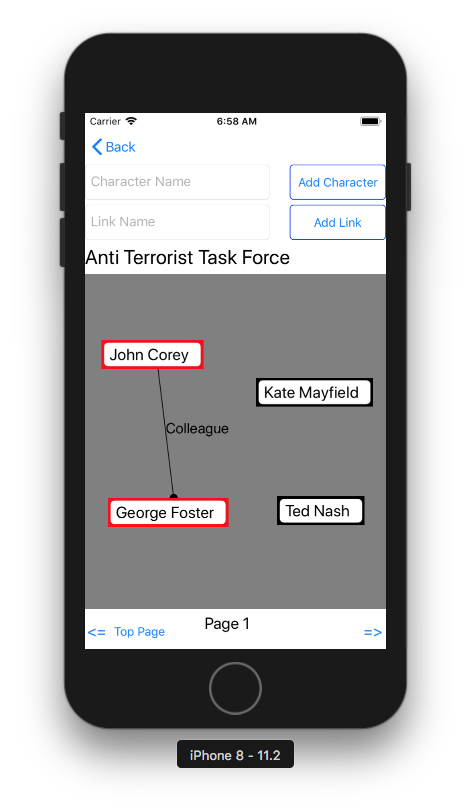 Carrier 6:58 AM
Back
Character Name Add Character
Link Name Add Link
Anti Terrorist Task Force
John Corey
Kate Mayfield
Colleague
George Foster
Ted Nash
Page 1
<= Top Page =>
iPhone 8 - 11.2